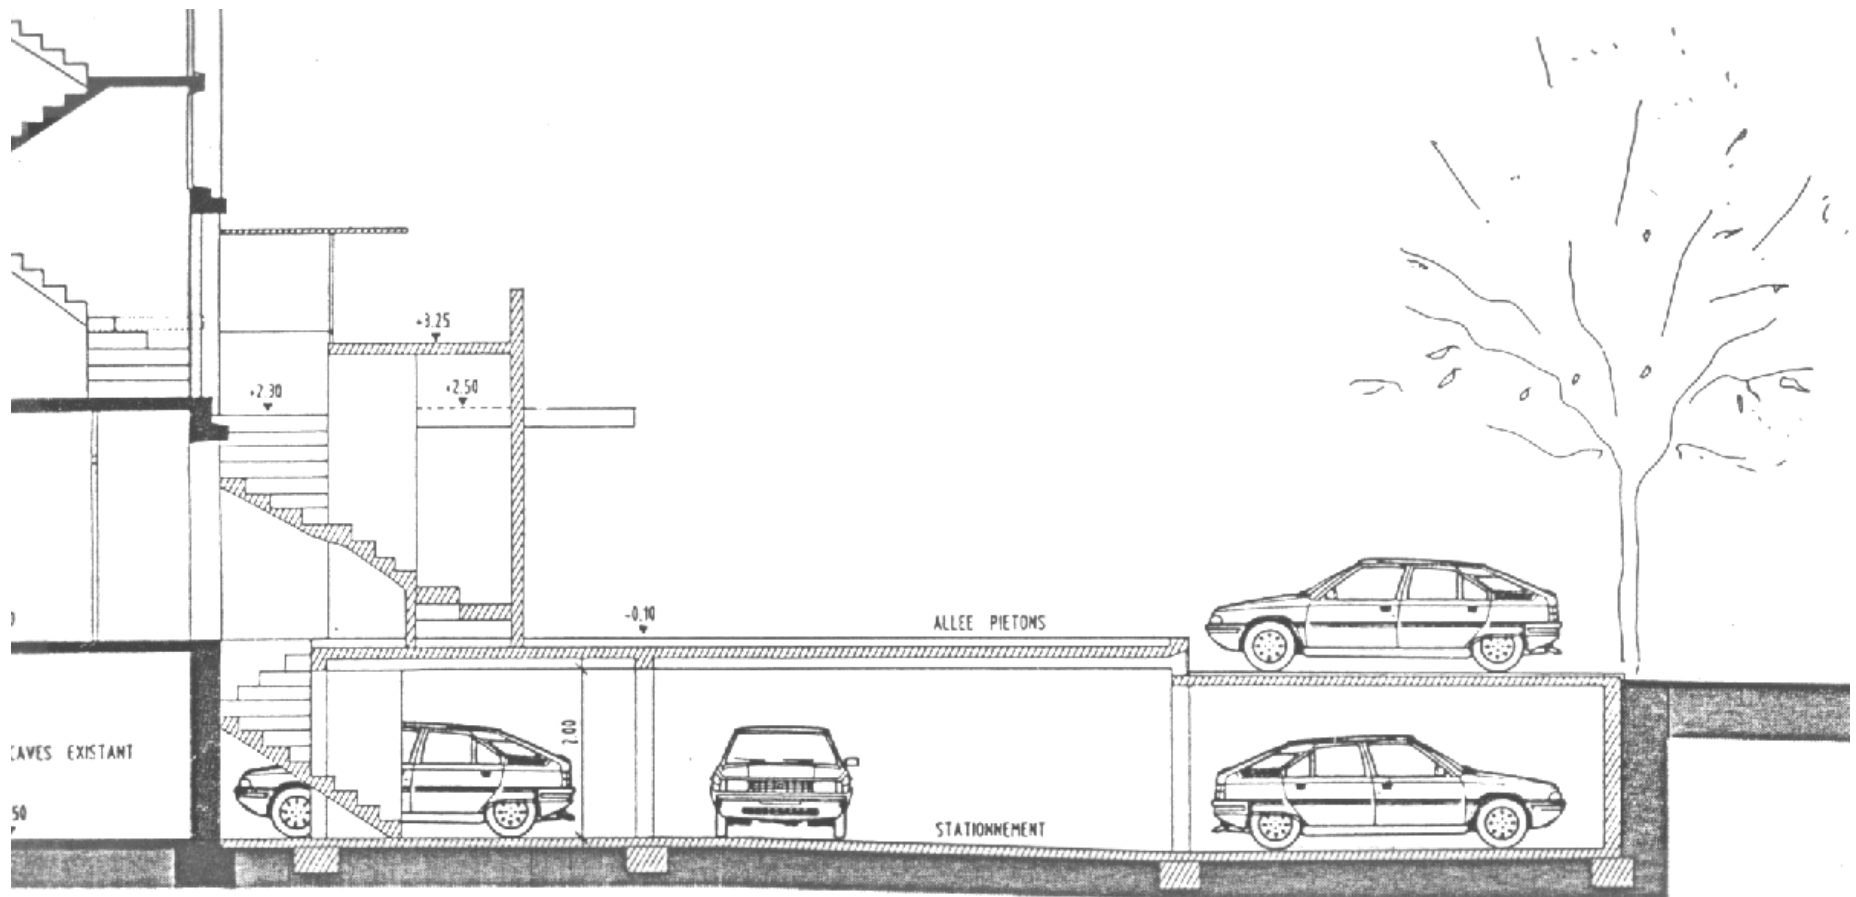 +3.25
+2.30
+2.50
-0.10
ALLEE PIETONS
2.00
CAVES EXISTANT
50
STATIONNEMENT